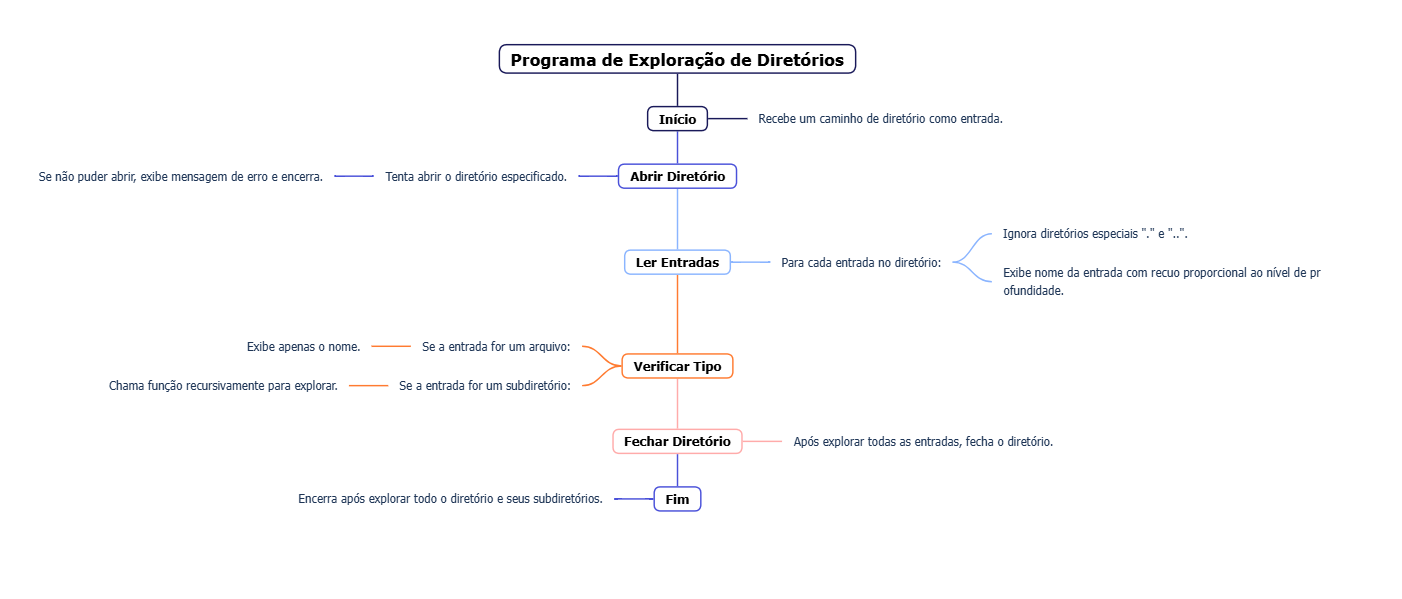 Programa de Exploração de Diretórios
Início
Recebe um caminho de diretório como entrada.
Abrir Diretório
Tenta abrir o diretório especificado.
Se não puder abrir, exibe mensagem de erro e encerra.
Ler Entradas
Para cada entrada no diretório:
Ignora diretórios especiais "." e "..".
Exibe nome da entrada com recuo proporcional ao nível de pr
ofundidade.
Verificar Tipo
Se a entrada for um arquivo:
Exibe apenas o nome.
Se a entrada for um subdiretório:
Chama função recursivamente para explorar.
Fechar Diretório
Após explorar todas as entradas, fecha o diretório.
Fim
Encerra após explorar todo o diretório e seus subdiretórios.